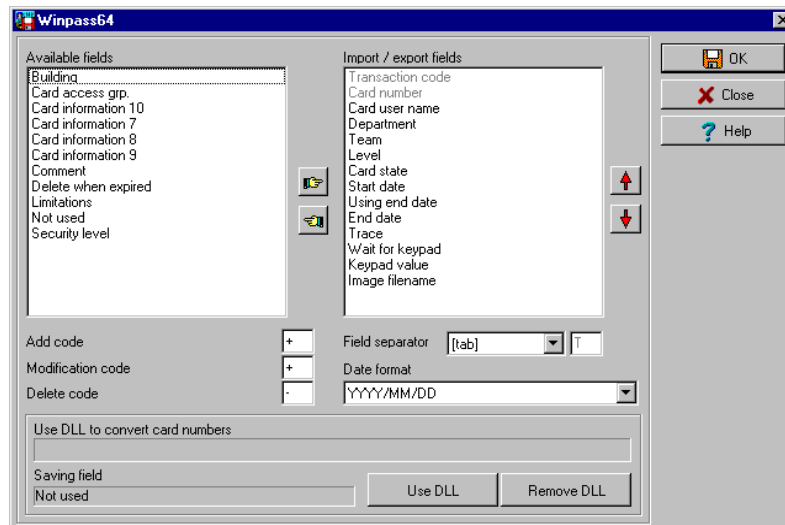 Winpass64
Available fields
Building
Card access grp.
Card information 10
Card information 7
Card information 8
Card information 9
Comment
Delete when expired
Limitations
Not used
Security level
Import / export fields
Transaction code
Card number
Card user name
Department
Team
Level
Card state
Start date
Using end date
End date
Trace
Wait for keypad
Keypad value
Image filename
OK
Close
? Help
Add code +
Modification code +
Delete code -
Field separator [tab] T
Date format
YYYY/MM/DD
Use DLL to convert card numbers
Saving field
Not used
Use DLL
Remove DLL